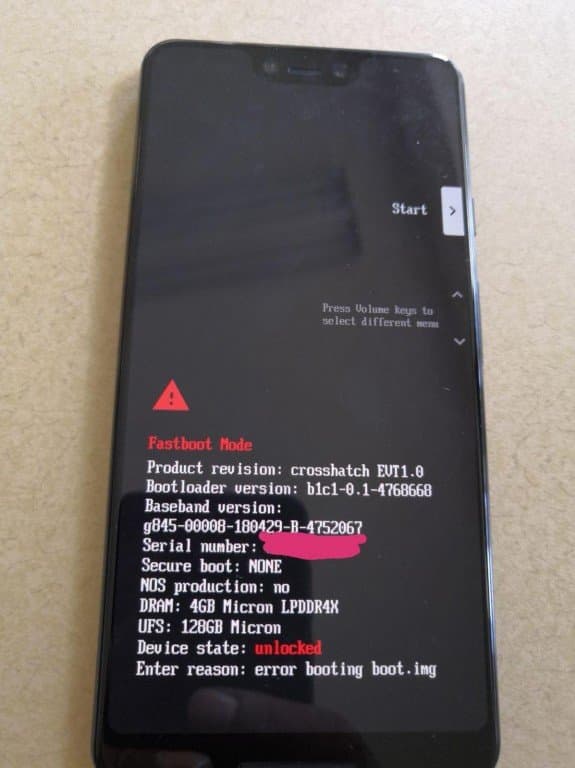 Start
Press Volume keys to
select different menu
Fastboot Mode
Product revision: crosshatch EVT1.0
Bootloader version: b1c1-0.1-4768668
Baseband version:
g845-00008-180429-B-4752067
Serial number:
Secure boot: NONE
NOS production: no
DRAM: 4GB Micron LPDDR4X
UFS: 128GB Micron
Device state: unlocked
Enter reason: error booting boot.img